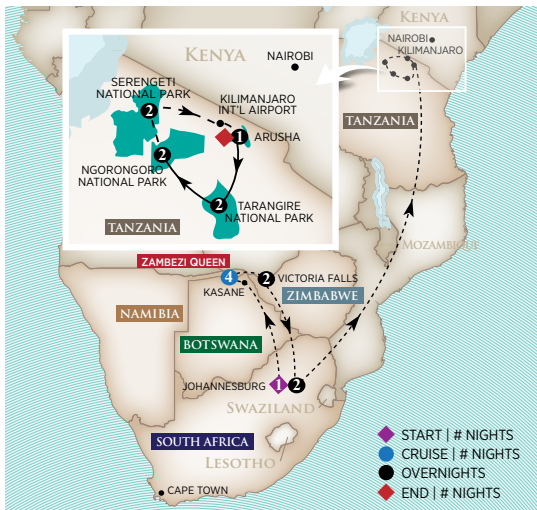 KENYA
NAIROBI
KILIMANJARO
KENYA
NAIROBI
SERENGETI
NATIONAL PARK
2
KILIMANJARO
INT'L AIRPORT
1
ARUSHA
NGORONGORO
NATIONAL PARK
2
2
TARANGIRE
NATIONAL PARK
TANZANIA
TANZANIA
MOZAMBIQUE
ZAMBEZI QUEEN
4
KASANE
2
VICTORIA FALLS
ZIMBABWE
NAMIBIA
BOTSWANA
JOHANNESBURG
1
2
SWAZILAND
SOUTH AFRICA
LESOTHO
CAPE TOWN
START | # NIGHTS
CRUISE | # NIGHTS
OVERNIGHTS
END | # NIGHTS